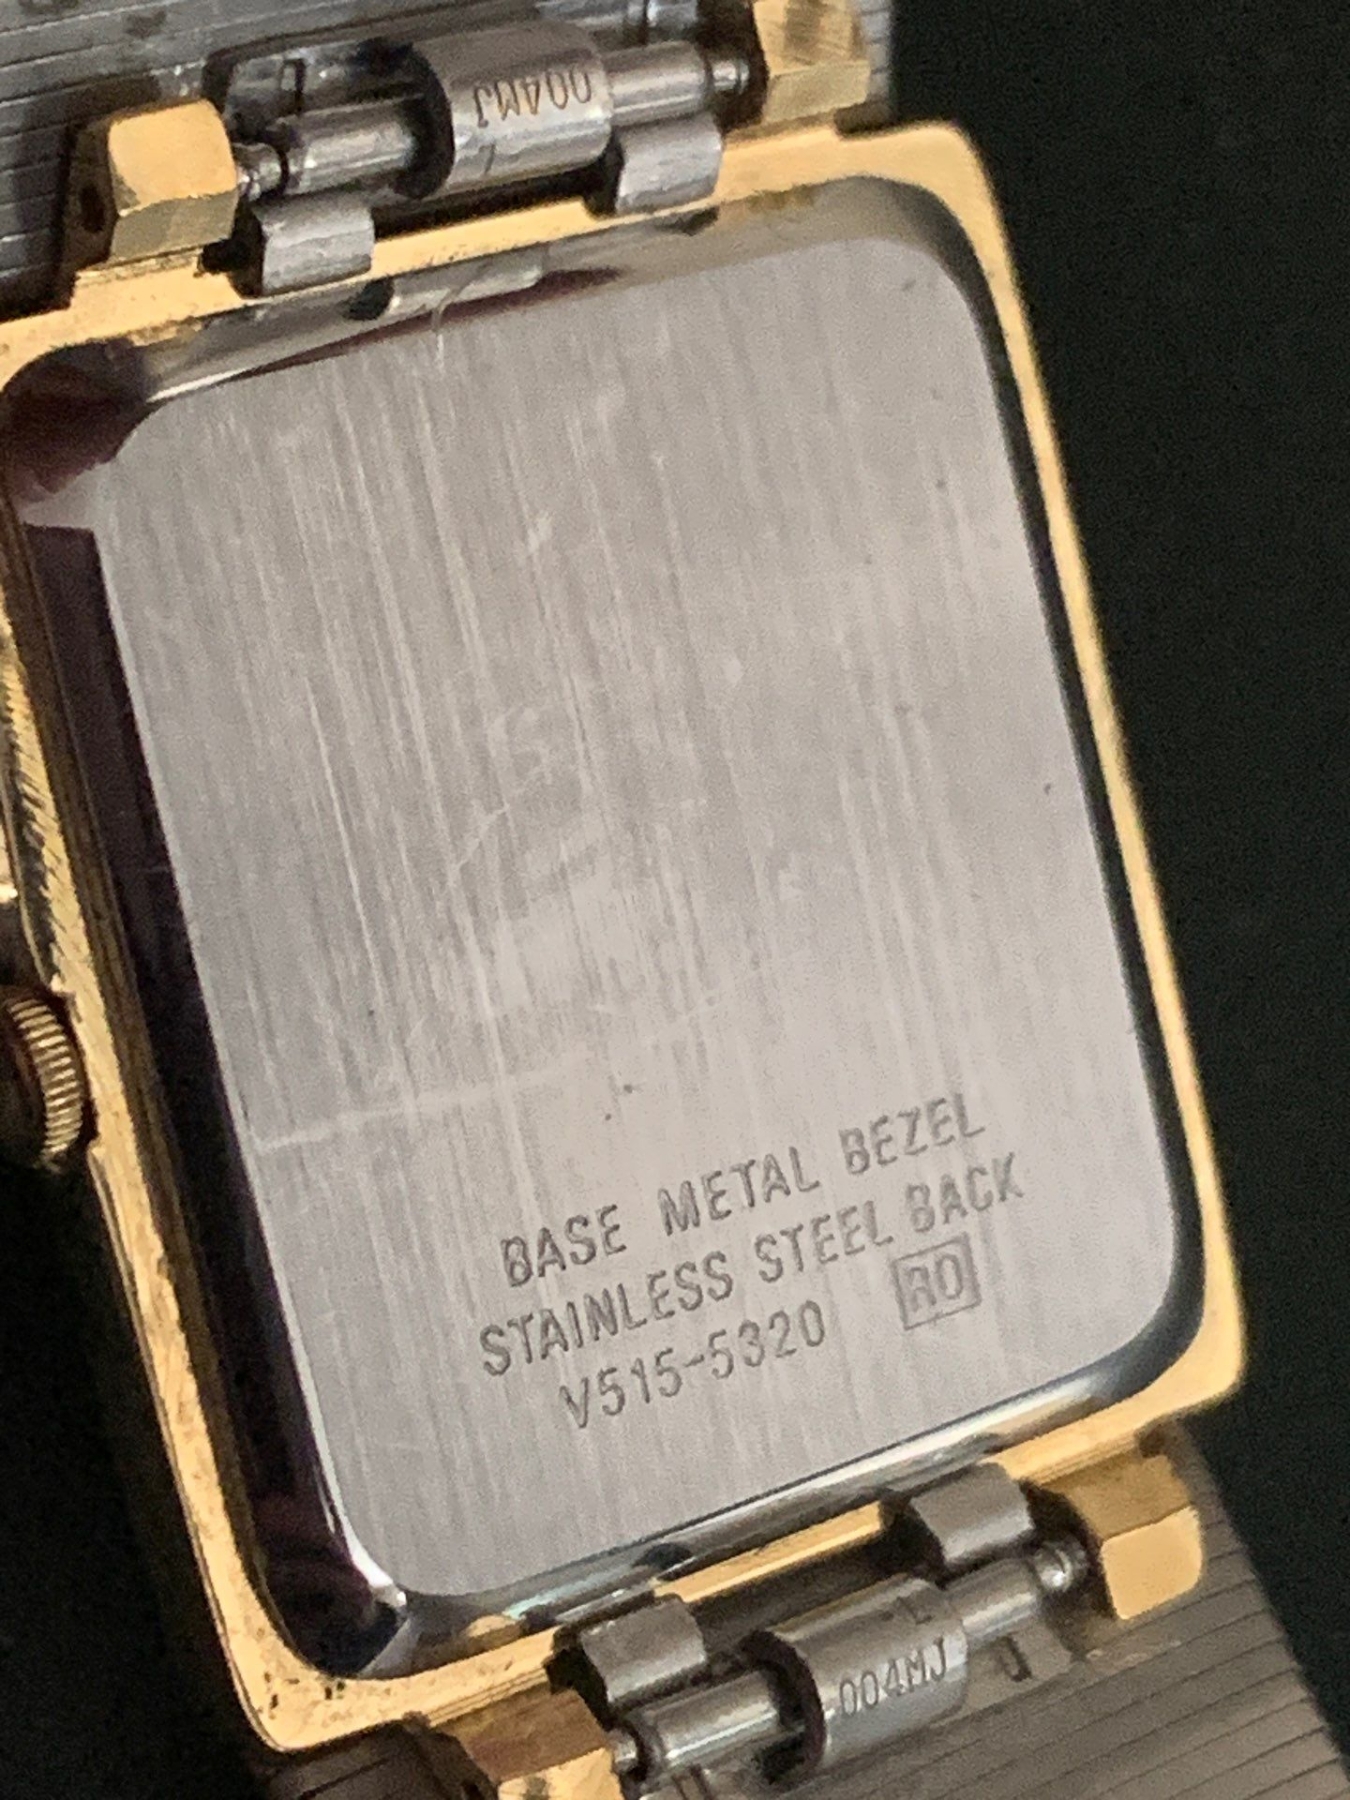 004MJ
BASE METAL BEZEL
STAINLESS STEEL BACK
V515-5320 RO
004MJ